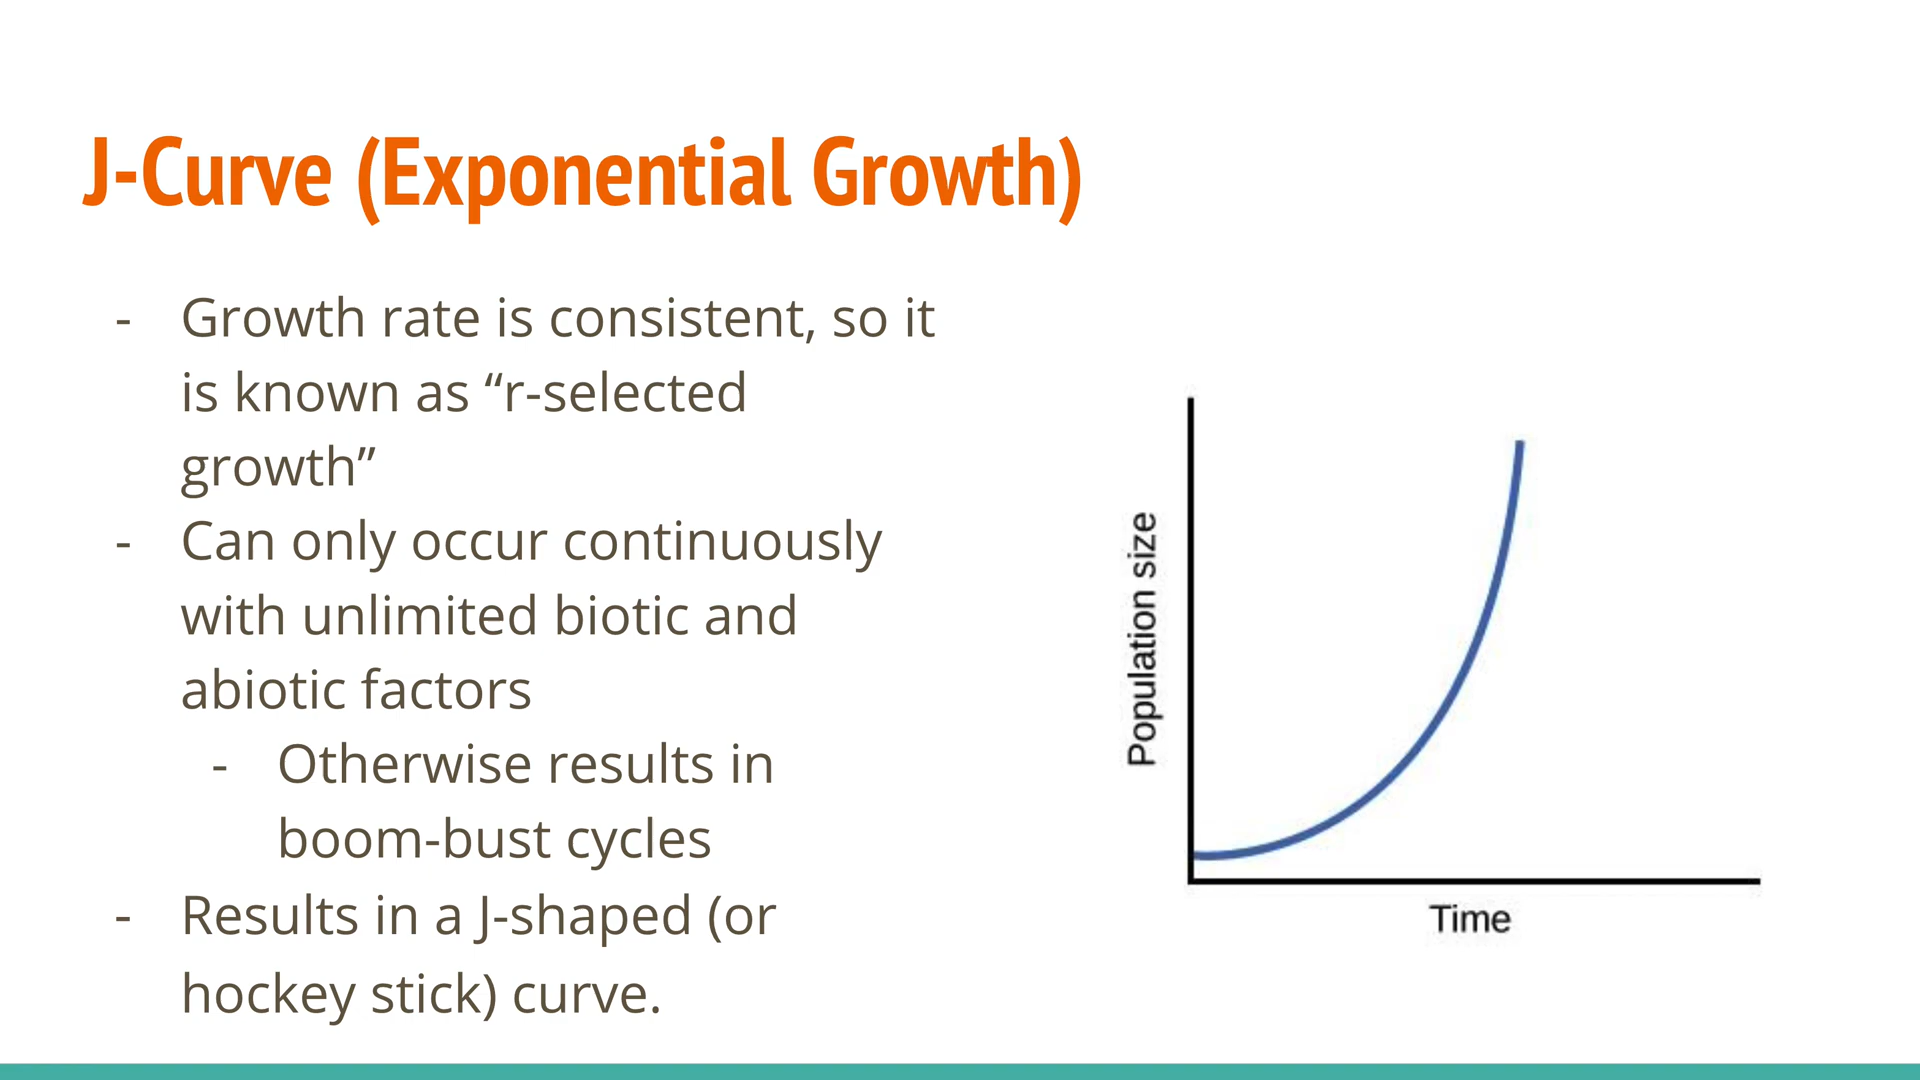 J-Curve (Exponential Growth)
- Growth rate is consistent, so it
is known as “r-selected
growth”
- Can only occur continuously
with unlimited biotic and
abiotic factors
- Otherwise results in
boom-bust cycles
- Results in a J-shaped (or
hockey stick) curve.
Population size
Time